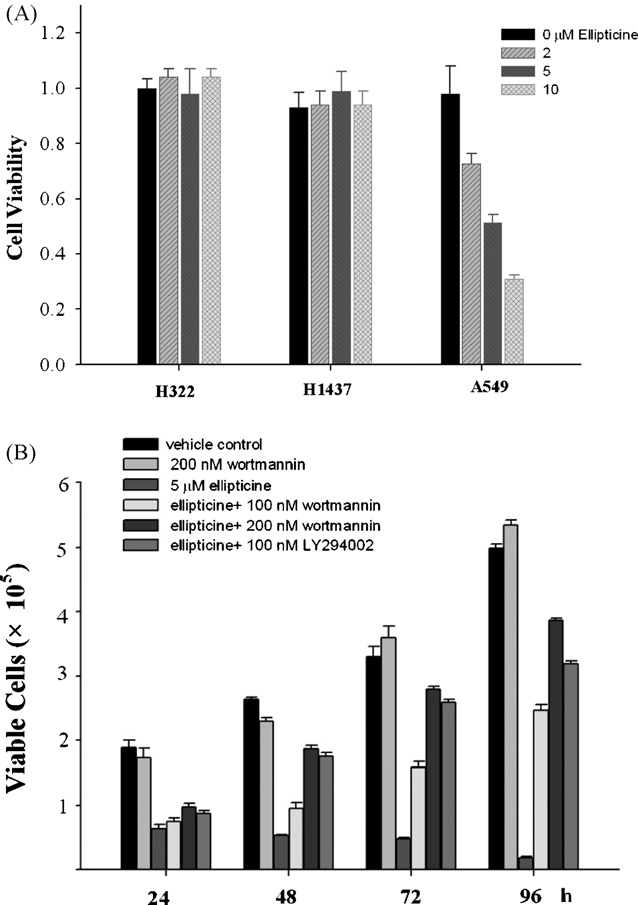 (A)
0 μM Ellipticine
2
5
10
Cell Viability
1.2
1.0
0.8
0.6
0.4
0.2
0.0
H322
H1437
A549
(B)
vehicle control
200 nM wortmannin
5 μM ellipticine
ellipticine+ 100 nM wortmannin
ellipticine+ 200 nM wortmannin
ellipticine+ 100 nM LY294002
Viable Cells (× 10⁵)
6
5
4
3
2
1
24
48
72
96 h